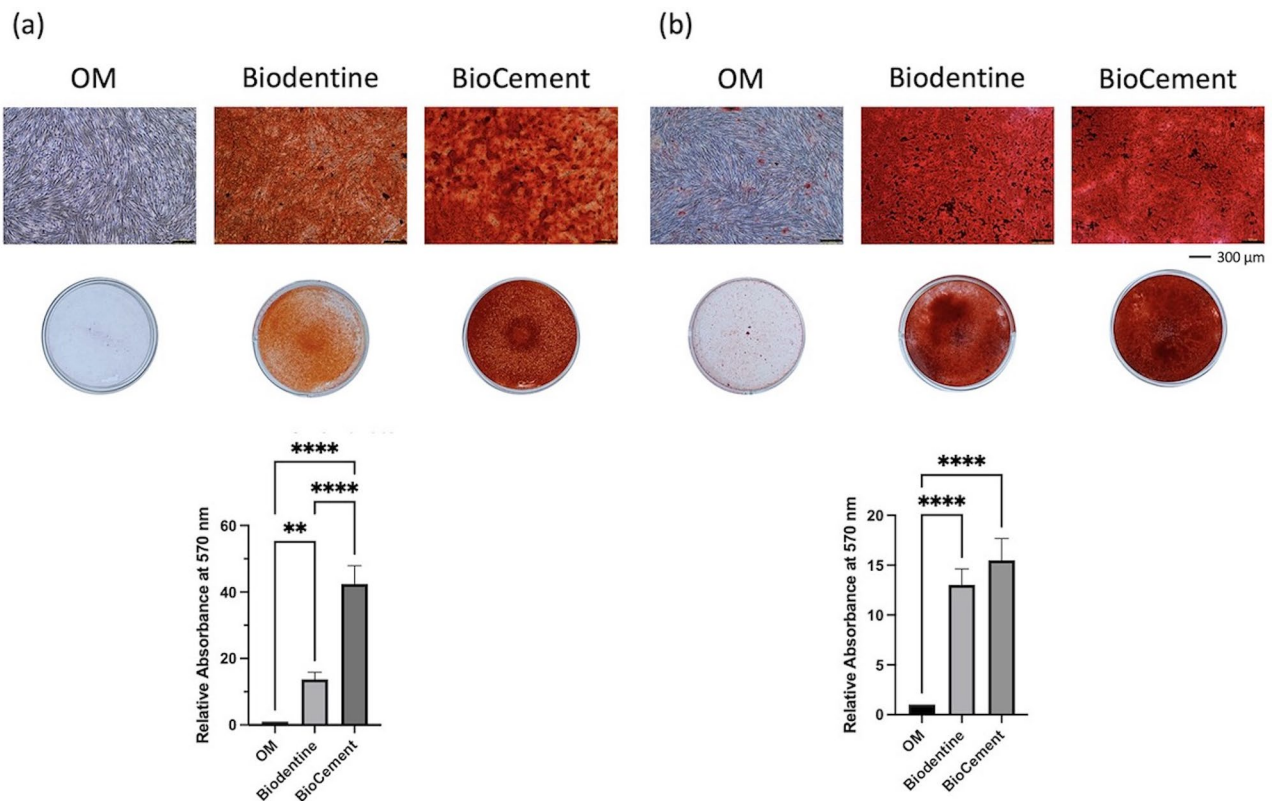 (a)
OM Biodentine BioCement
(b)
OM Biodentine BioCement
300 µm
****
****
**
Relative Absorbance at 570 nm
60
40
20
0
OM
Biodentine
BioCement
****
****
Relative Absorbance at 570 nm
20
15
10
5
0
OM
Biodentine
BioCement